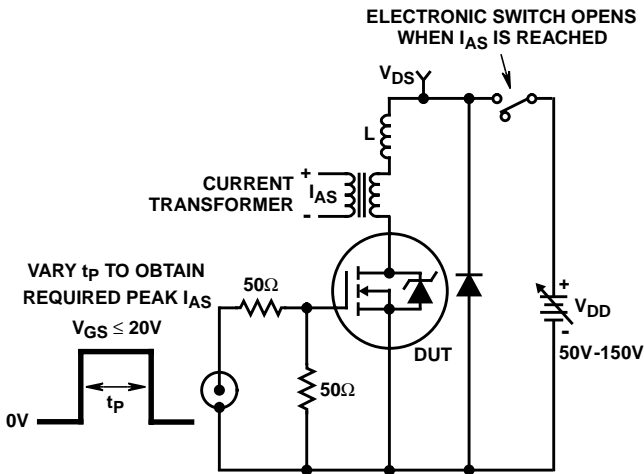 ELECTRONIC SWITCH OPENS
WHEN IAS IS REACHED
VDS
L
+
CURRENT
TRANSFORMER
IAS
-
VARY tP TO OBTAIN
REQUIRED PEAK IAS
VGS ≤ 20V
50Ω
50Ω
DUT
+
VDD
-
50V-150V
0V
tP